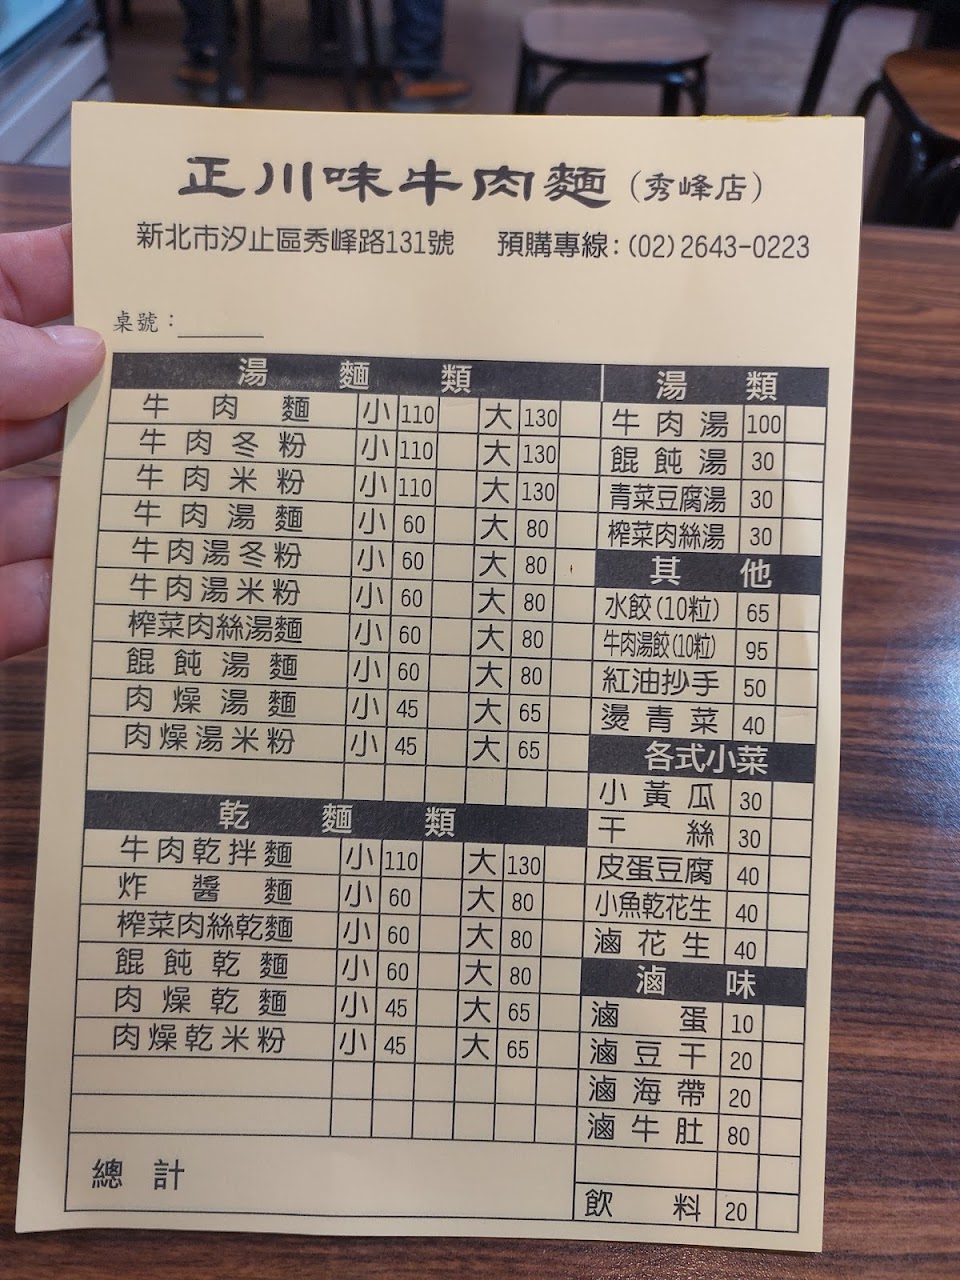 正川味牛肉麵(秀峰店)
新北市汐止區秀峰路131號 預購專線:(02)2643-0223
桌號:
湯麵類
牛肉麵 小 110 大 130
牛肉冬粉 小 110 大 130
牛肉米粉 小 110 大 130
牛肉湯麵 小 60 大 80
牛肉湯冬粉 小 60 大 80
牛肉湯米粉 小 60 大 80
榨菜肉絲湯麵 小 60 大 80
餛飩湯麵 小 60 大 80
肉燥湯麵 小 45 大 65
肉燥湯米粉 小 45 大 65
乾麵類
牛肉乾拌麵 小 110 大 130
炸醬麵 小 60 大 80
榨菜肉絲乾麵 小 60 大 80
餛飩乾麵 小 60 大 80
肉燥乾麵 小 45 大 65
肉燥乾米粉 小 45 大 65
總計
湯類
牛肉湯 100
餛飩湯 30
青菜豆腐湯 30
榨菜肉絲湯 30
其他
水餃(10粒) 65
牛肉湯餃(10粒) 95
紅油抄手 50
燙青菜 40
各式小菜
小黃瓜 30
干絲 30
皮蛋豆腐 40
小魚乾花生 40
滷花生 40
滷味
滷蛋 10
滷豆干 20
滷海帶 20
滷牛肚 80
飲料 20